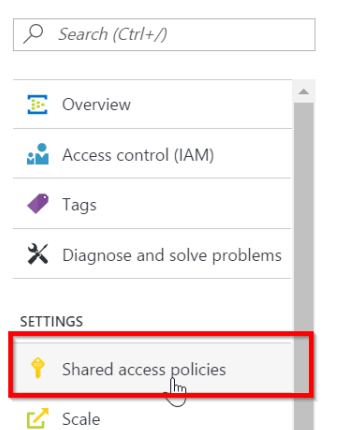 Search (Ctrl+/)
Overview
Access control (IAM)
Tags
Diagnose and solve problems
SETTINGS
Shared access policies
Scale